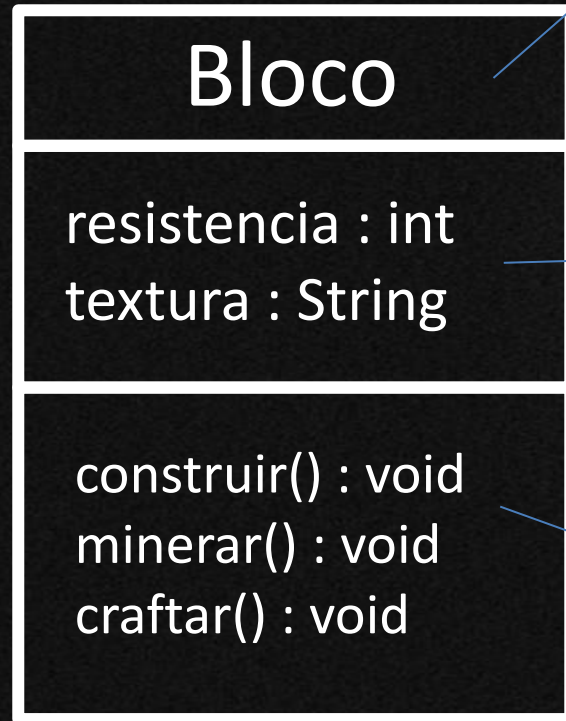 Bloco
resistencia : int
textura : String
construir() : void
minerar() : void
craftar() : void